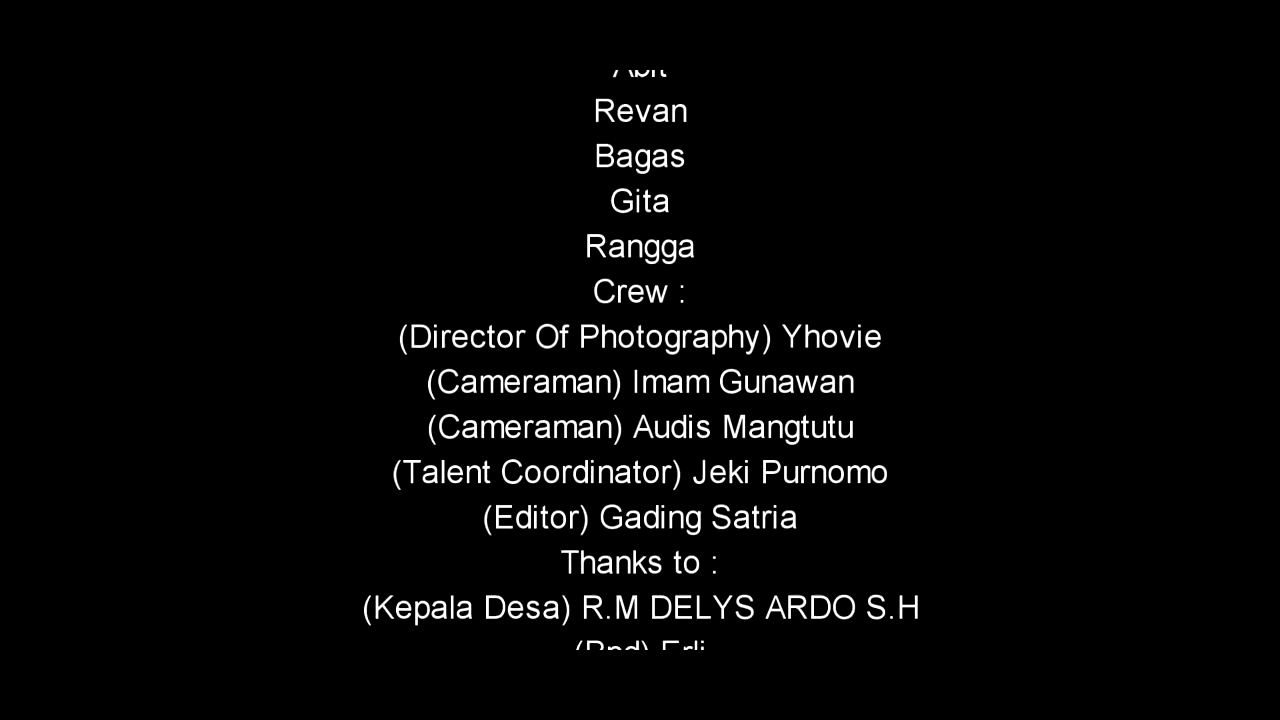 Revan
Bagas
Gita
Rangga
Crew :
(Director Of Photography) Yhovie
(Cameraman) Imam Gunawan
(Cameraman) Audis Mangtutu
(Talent Coordinator) Jeki Purnomo
(Editor) Gading Satria
Thanks to :
(Kepala Desa) R.M DELYS ARDO S.H